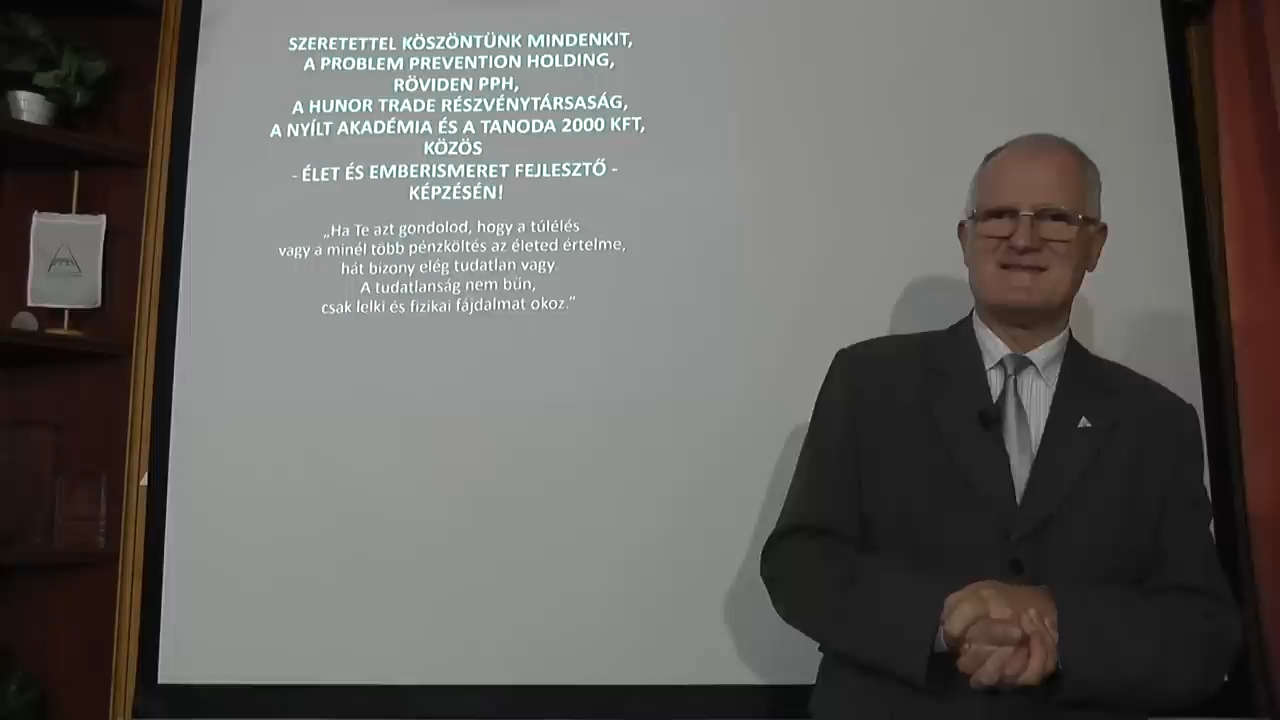 SZERETETTEL KÖSZÖNTÜNK MINDENKIT,
A PROBLEM PREVENTION HOLDING,
RÖVIDEN PPH,
A HUNOR TRADE RÉSZVÉNYTÁRSASÁG,
A NYÍLT AKADÉMIA ÉS A TANODA 2000 KFT,
KÖZÖS
- ÉLET ÉS EMBERISMERET FEJLESZTŐ -
KÉPZÉSÉN!
„Ha Te azt gondolod, hogy a túlélés
vagy a minél több pénzköltés az életed értelme,
hát bizony elég tudatlan vagy.
A tudatlanság nem bűn,
csak lelki és fizikai fájdalmat okoz.”